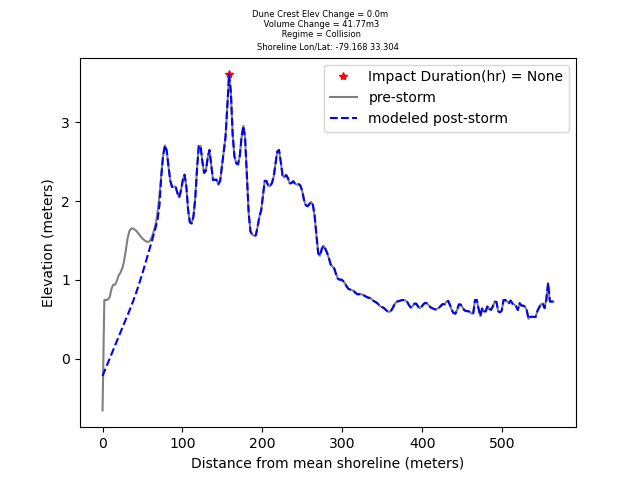 Dune Crest Elev Change = 0.0m
Volume Change = 41.77m3
Regime = Collision
Shoreline Lon/Lat: -79.168 33.304
Impact Duration(hr) = None
pre-storm
modeled post-storm
3
2
1
0
Elevation (meters)
0 100 200 300 400 500
Distance from mean shoreline (meters)